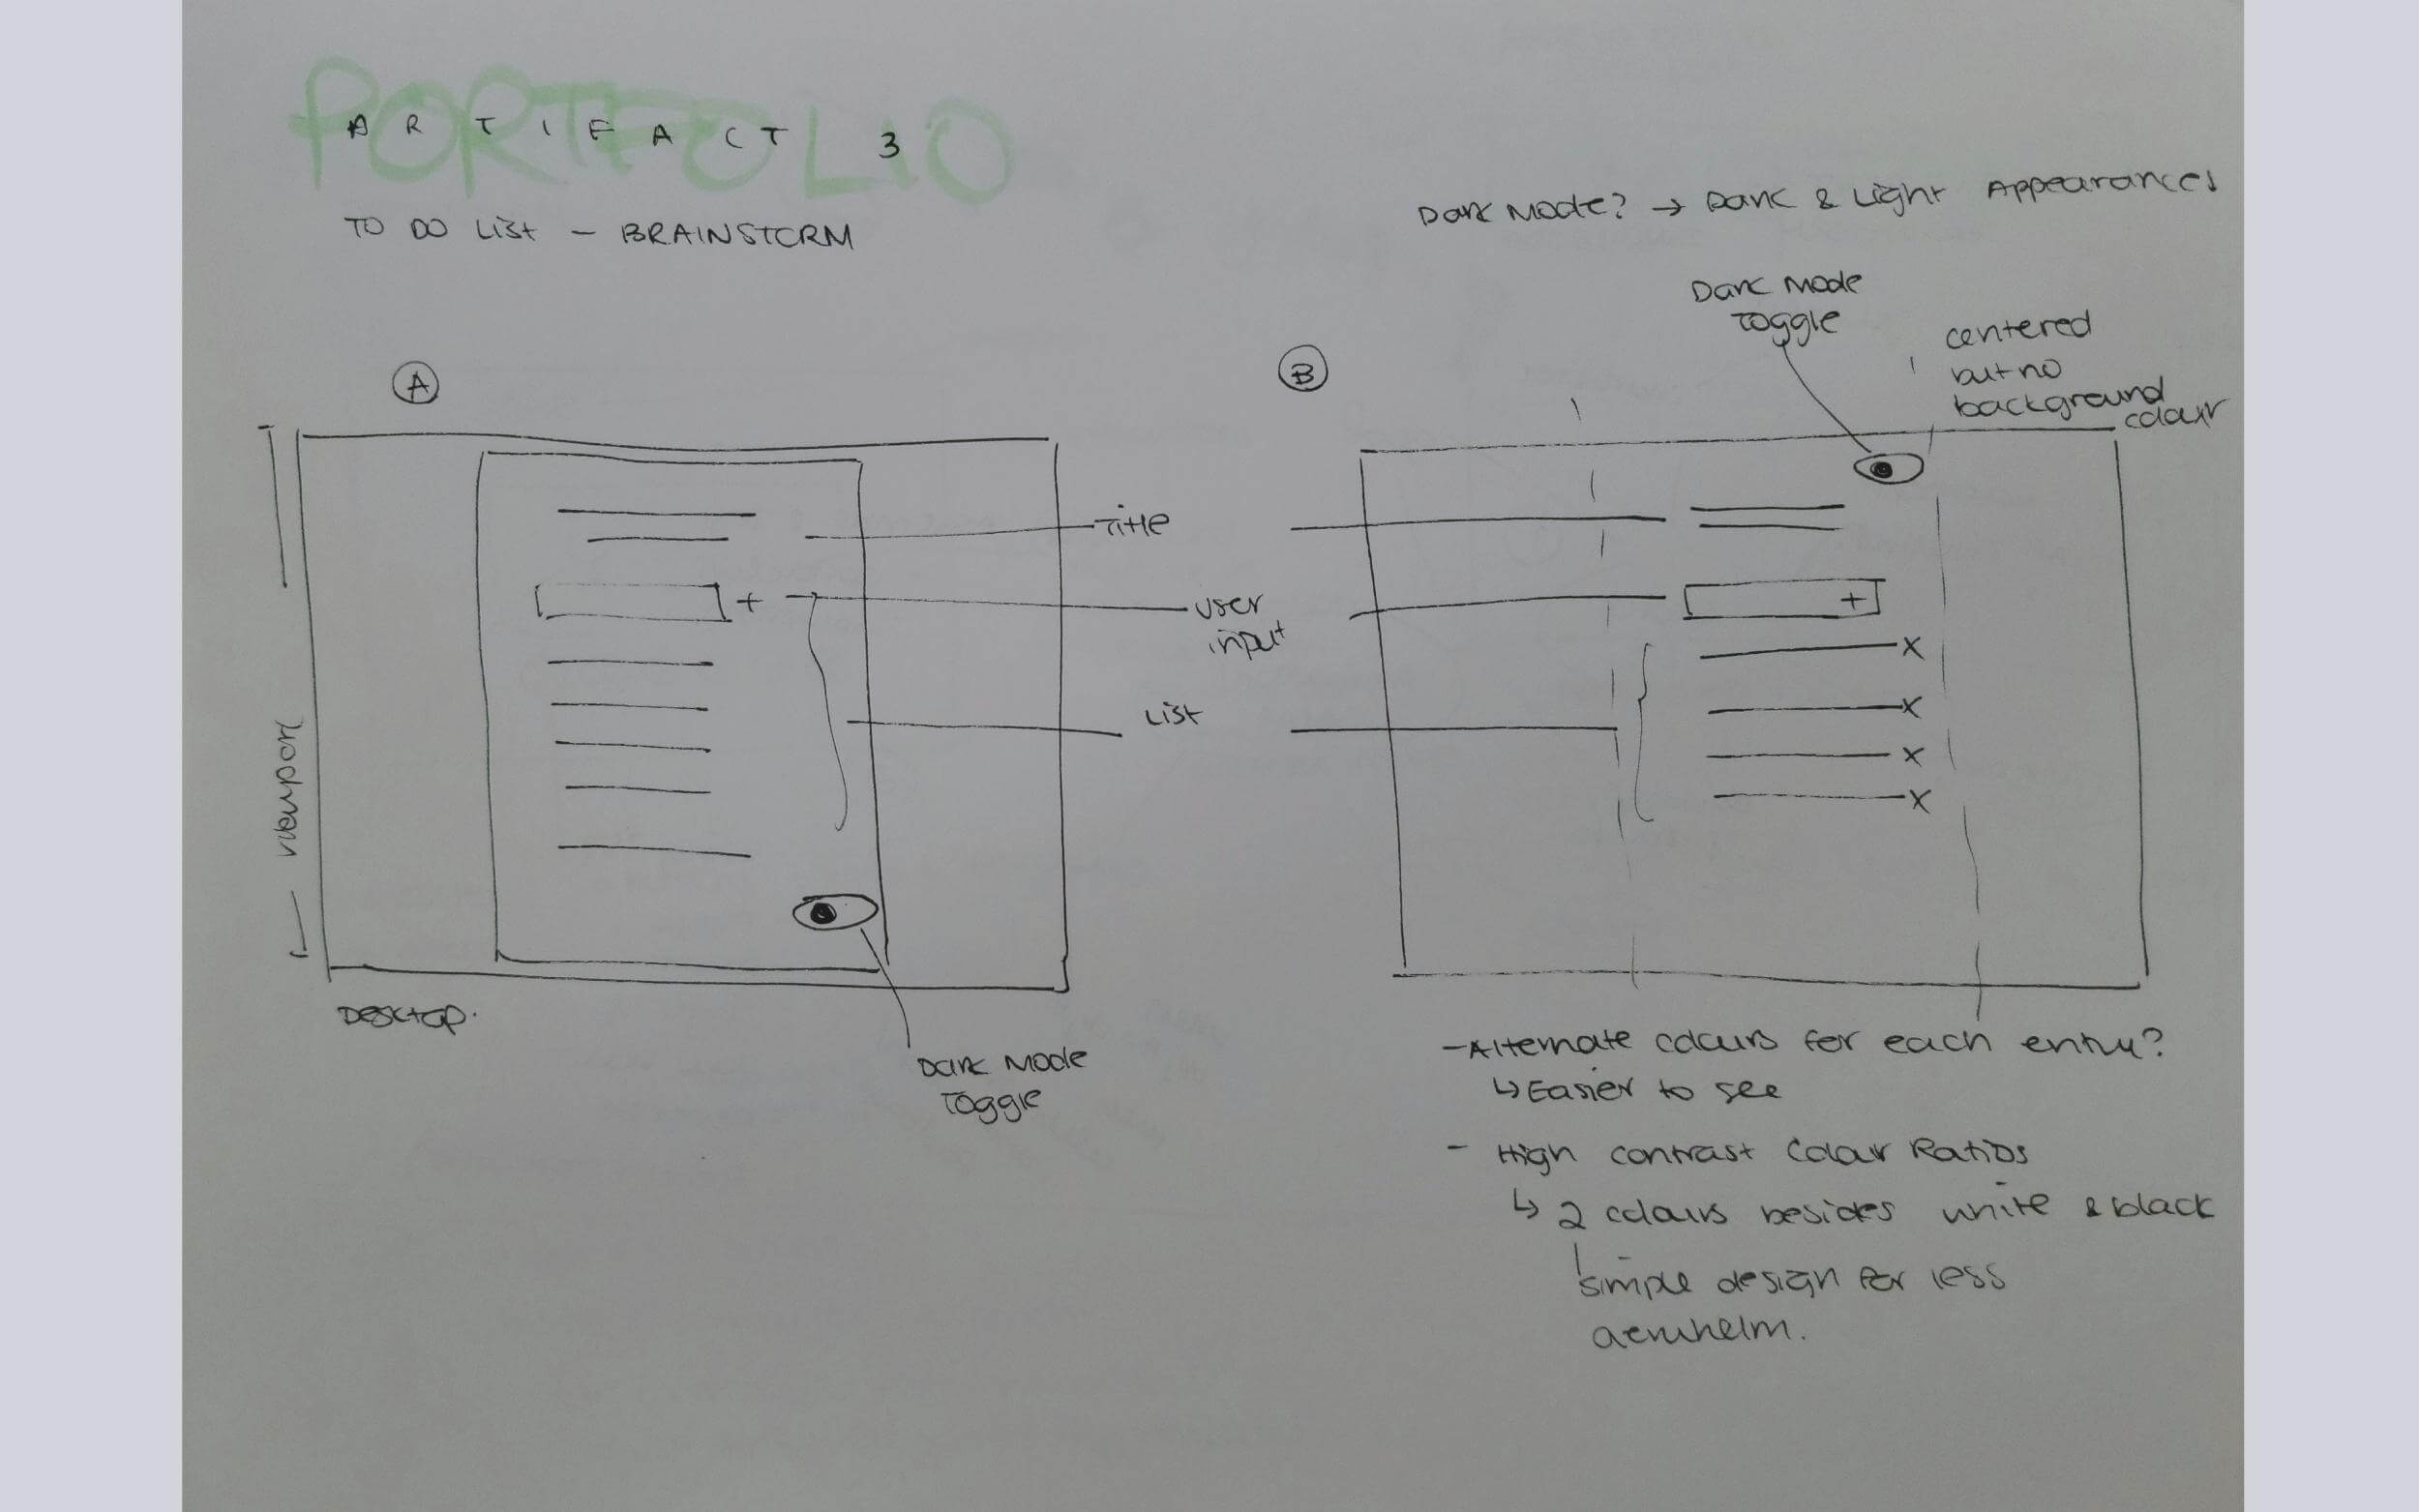 PORTFOLIO
ARTIFACT 3
TO DO LIST - BRAINSTORM
Dark Mode? → Dark & Light Appearances
Dark Mode
Toggle
centered
but no
background
colour
A
B
Title
user
input
List
viewport
DESKTOP.
Dark Mode
Toggle
- Alternate colours for each entry?
↳ Easier to see
- High contrast Colour Ratios
↳ 2 colours besides white & black
simple design for less
+
+
X
X
X
X